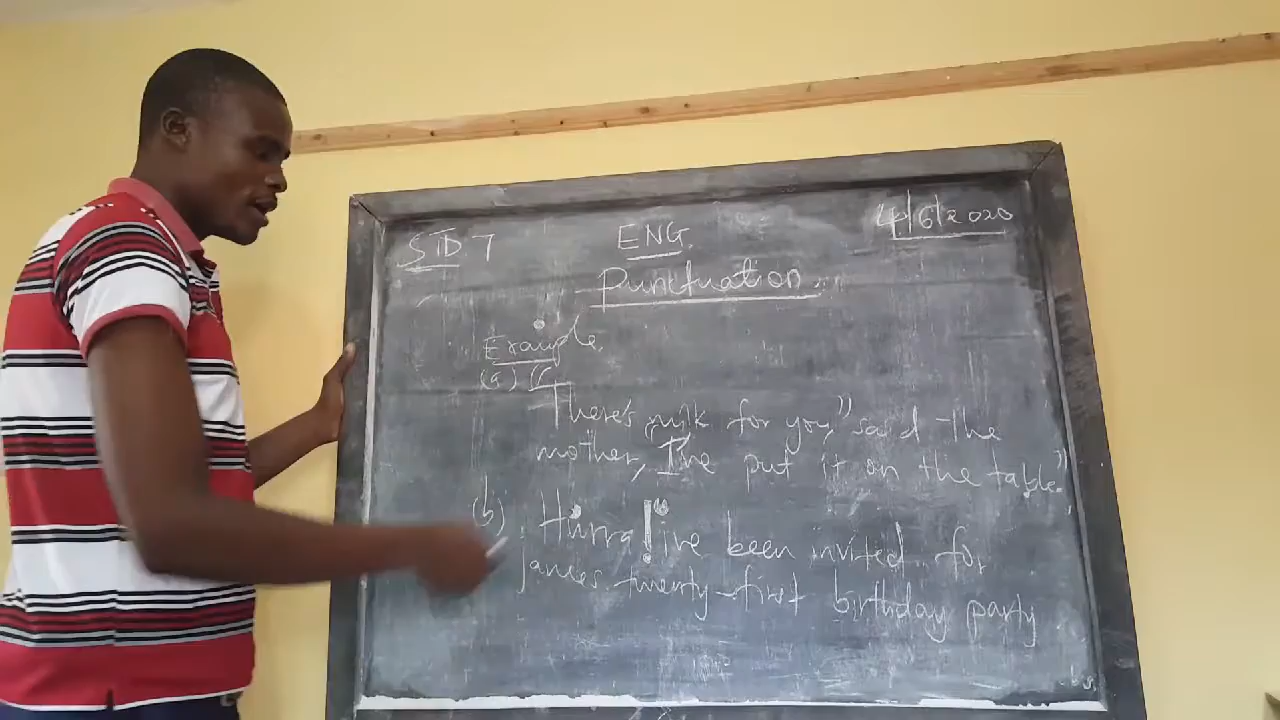 STD 7
ENG.
4/6/2020
Punctuation
Example,
(a) "
There's milk for you," said the
mother, I've put it on the table."
(b) Hurra! ive been invited for
james twenty-first birthday party